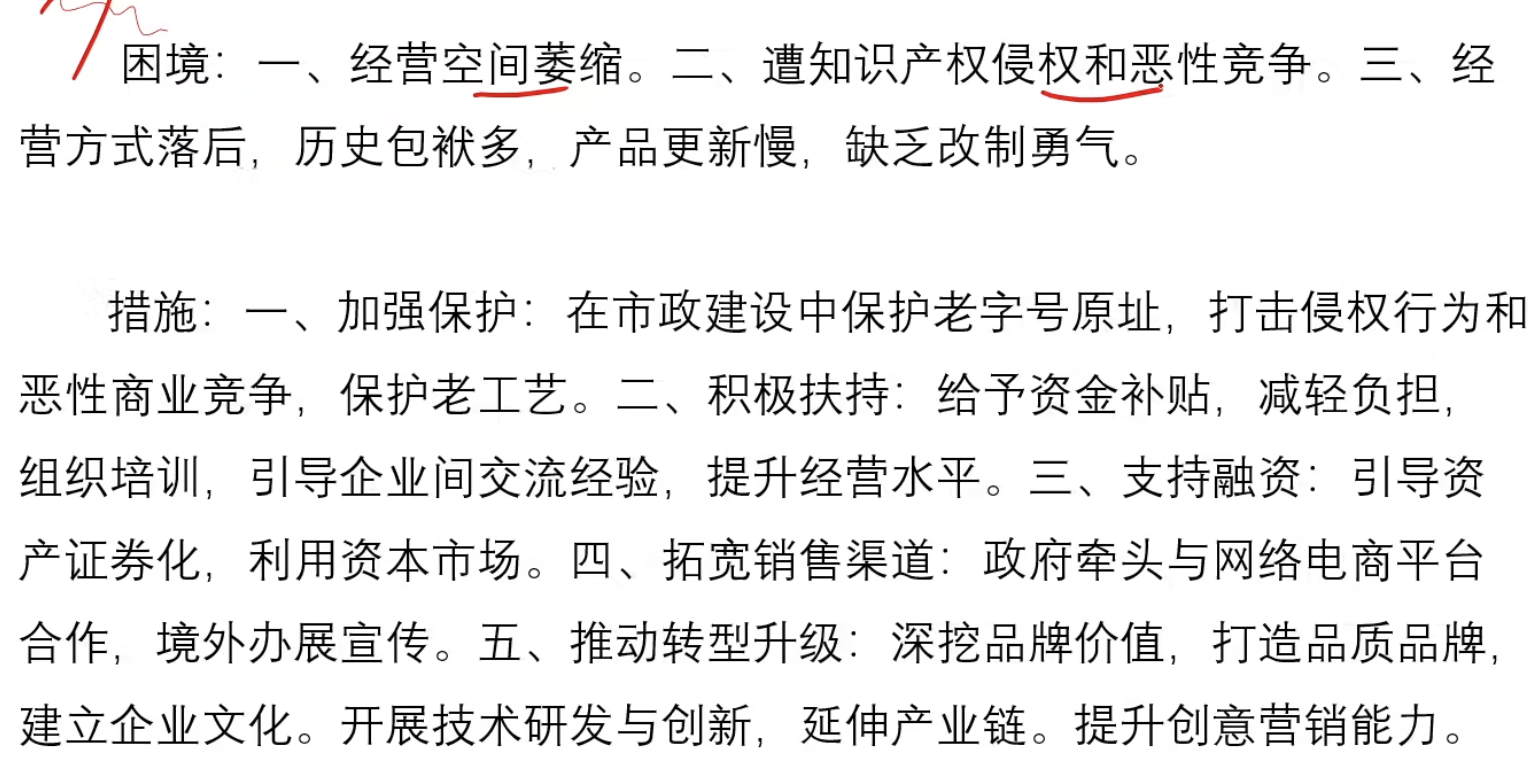 困境：一、经营空间萎缩。二、遭知识产权侵权和恶性竞争。三、经
营方式落后，历史包袱多，产品更新慢，缺乏改制勇气。
措施：一、加强保护：在市政建设中保护老字号原址，打击侵权行为和
恶性商业竞争，保护老工艺。二、积极扶持：给予资金补贴，减轻负担，
组织培训，引导企业间交流经验，提升经营水平。三、支持融资：引导资
产证券化，利用资本市场。四、拓宽销售渠道：政府牵头与网络电商平台
合作，境外办展宣传。五、推动转型升级：深挖品牌价值，打造品质品牌，
建立企业文化。开展技术研发与创新，延伸产业链。提升创意营销能力。